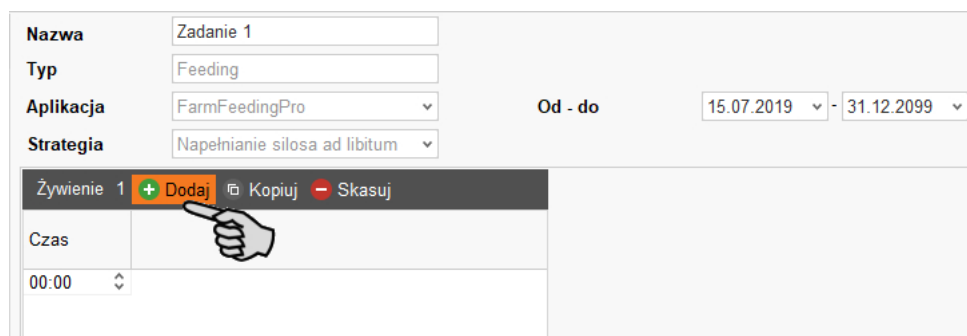 Nazwa Zadanie 1
Typ Feeding
Aplikacja FarmFeedingPro Od - do 15.07.2019 - 31.12.2099
Strategia Napełnianie silosa ad libitum
Żywienie 1 Dodaj Kopiuj Skasuj
Czas
00:00